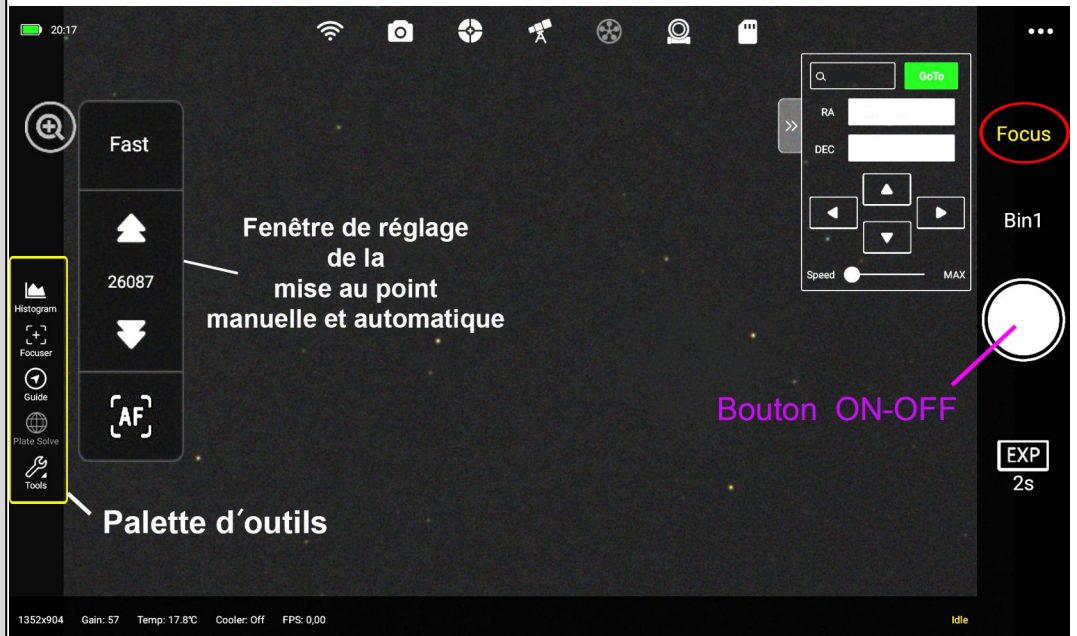 20:17
GoTo
RA
DEC
Speed
MAX
Focus
Bin1
EXP
2s
Fast
26087
AF
Fenêtre de réglage
de la
mise au point
manuelle et automatique
Histogram
Focuser
Guide
Plate Solve
Tools
Palette d´outils
Bouton ON-OFF
1352x904 Gain: 57 Temp: 17.8℃ Cooler: Off FPS: 0,00
Idle